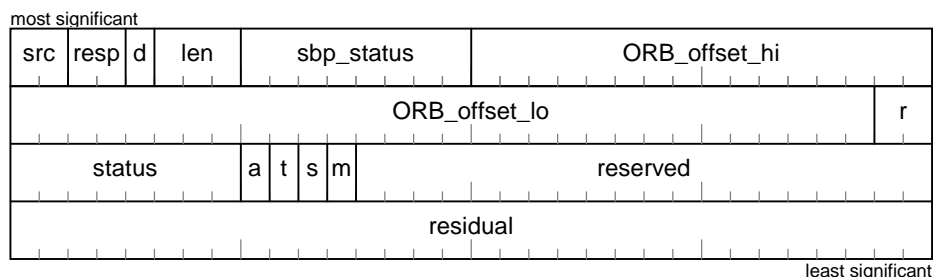 most significant
src resp d len sbp_status ORB_offset_hi
ORB_offset_lo r
status a t s m reserved
residual
least significant